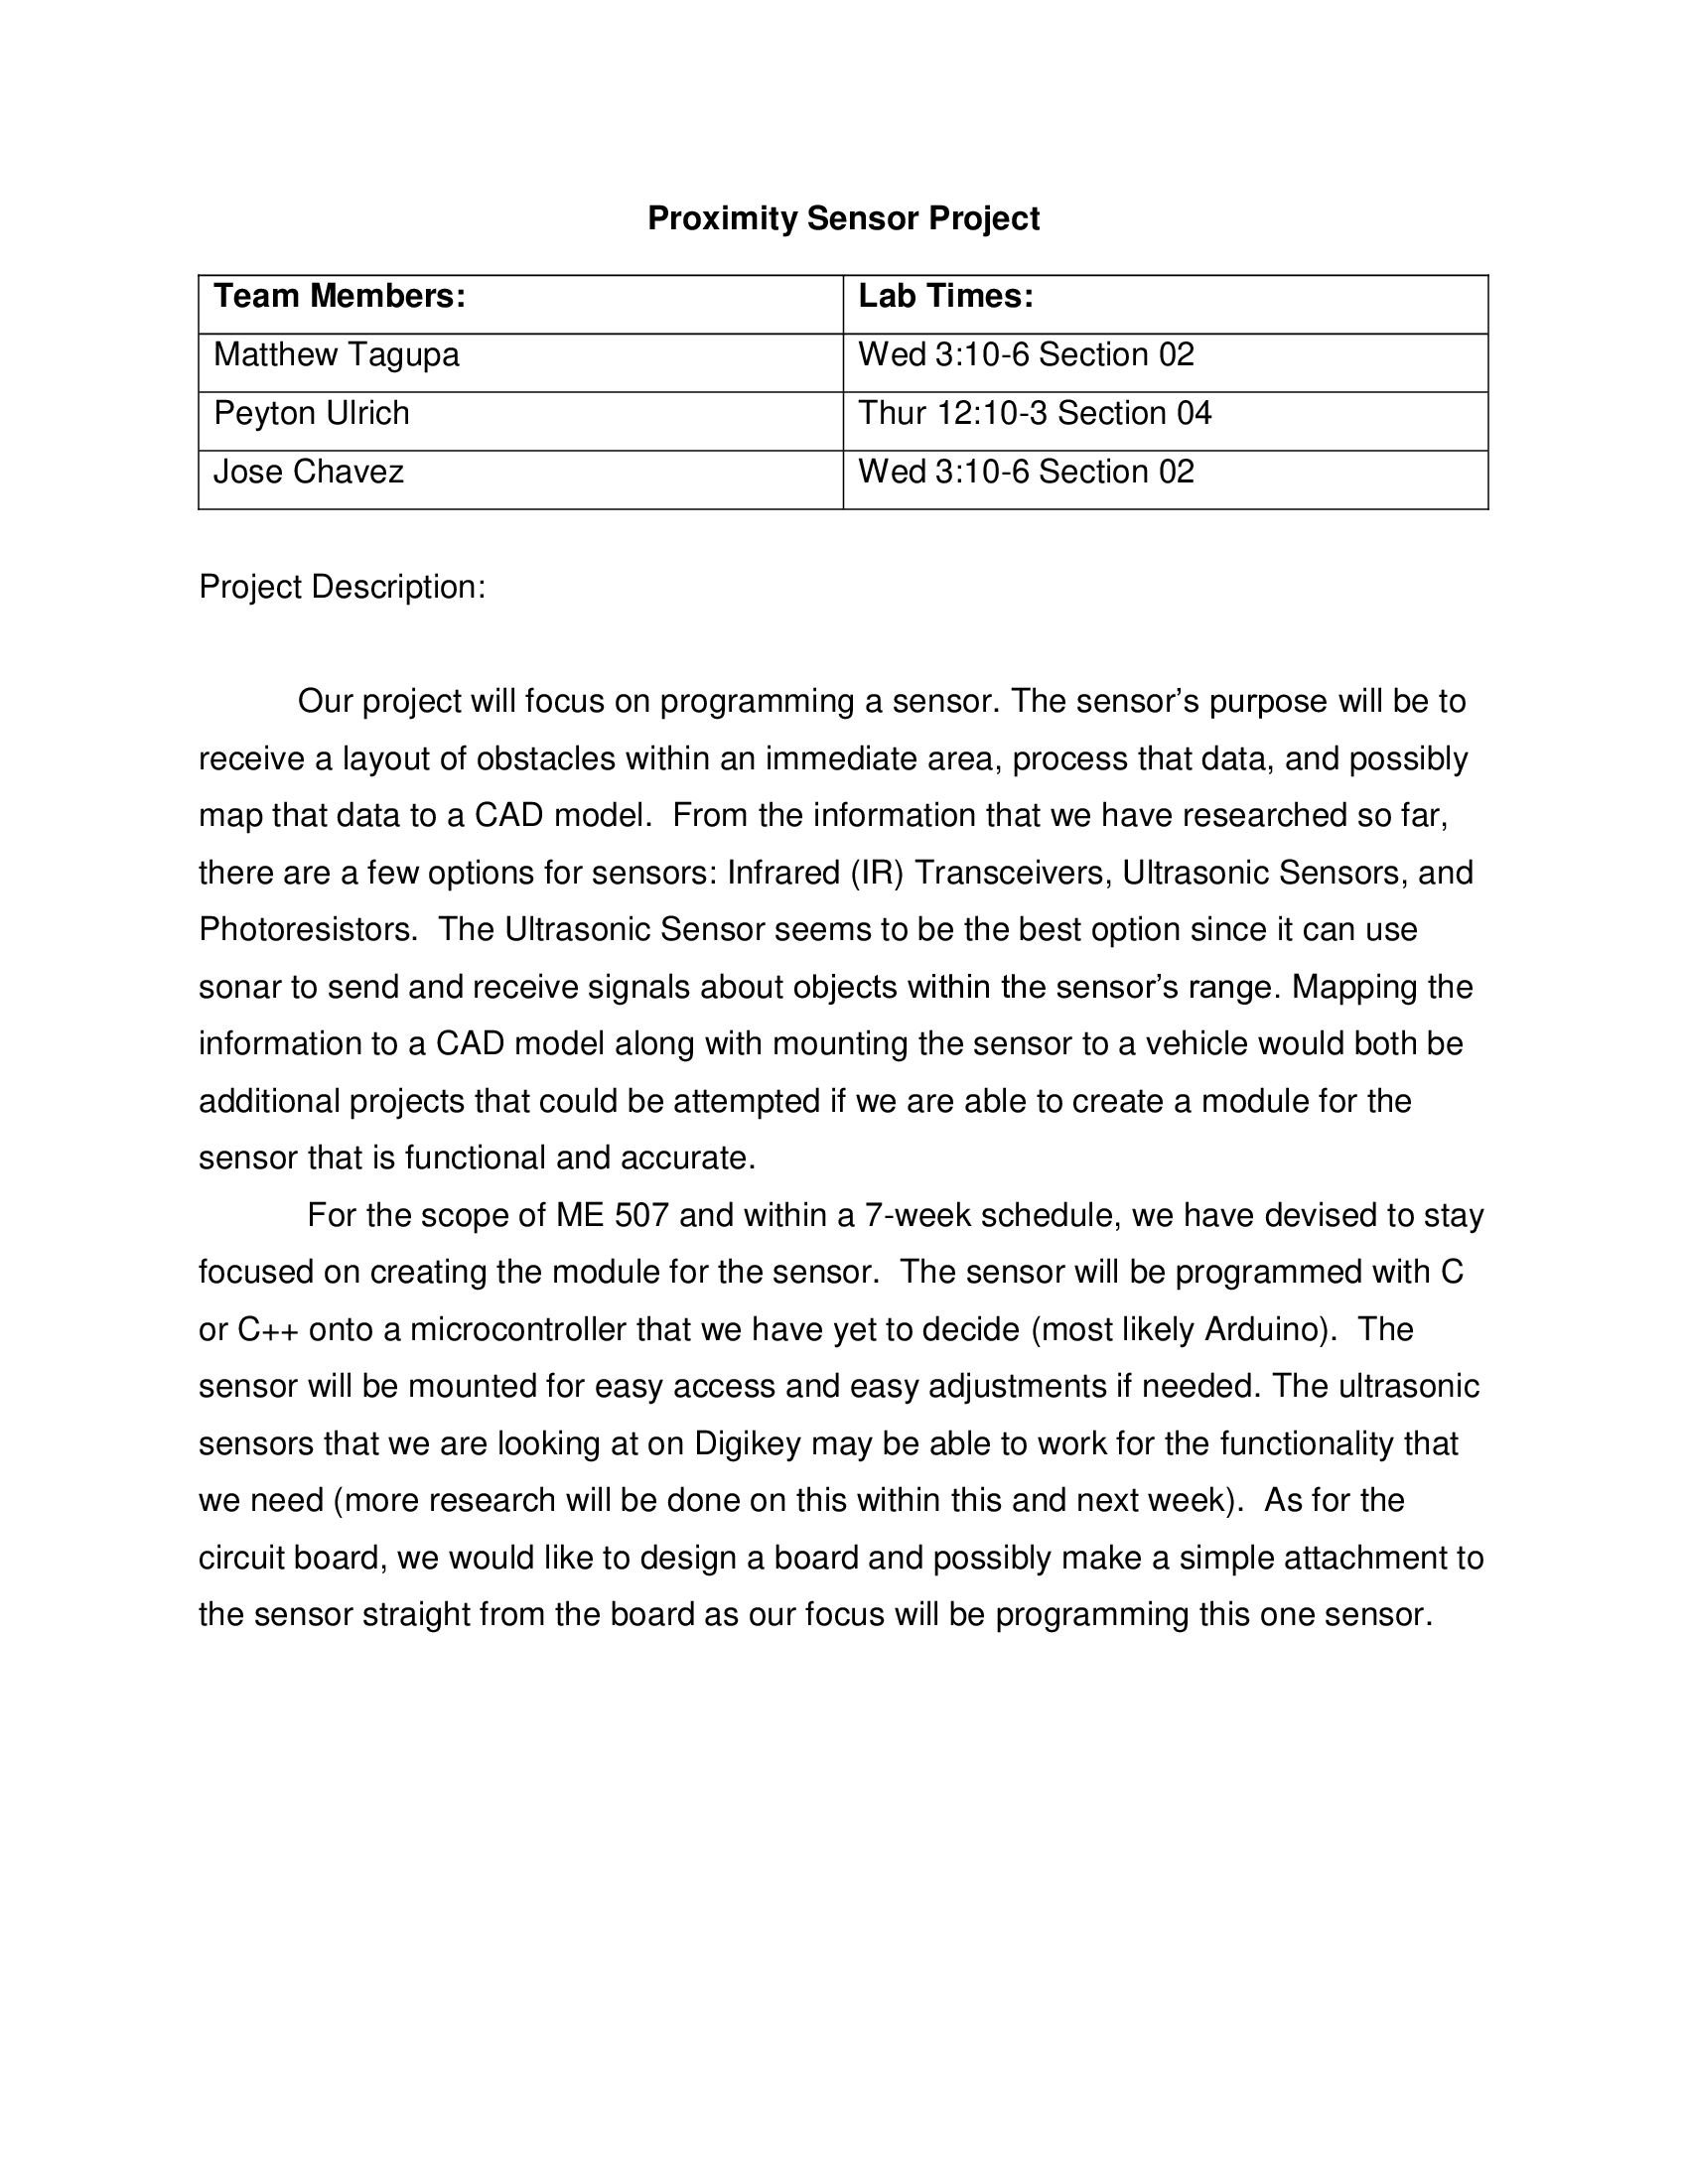 Proximity Sensor Project
Team Members: Lab Times:
Matthew Tagupa Wed 3:10-6 Section 02
Peyton Ulrich Thur 12:10-3 Section 04
Jose Chavez Wed 3:10-6 Section 02
Project Description:
Our project will focus on programming a sensor. The sensor’s purpose will be to
receive a layout of obstacles within an immediate area, process that data, and possibly
map that data to a CAD model.  From the information that we have researched so far,
there are a few options for sensors: Infrared (IR) Transceivers, Ultrasonic Sensors, and
Photoresistors.  The Ultrasonic Sensor seems to be the best option since it can use
sonar to send and receive signals about objects within the sensor’s range. Mapping the
information to a CAD model along with mounting the sensor to a vehicle would both be
additional projects that could be attempted if we are able to create a module for the
sensor that is functional and accurate.
For the scope of ME 507 and within a 7-week schedule, we have devised to stay
focused on creating the module for the sensor.  The sensor will be programmed with C
or C++ onto a microcontroller that we have yet to decide (most likely Arduino).  The
sensor will be mounted for easy access and easy adjustments if needed. The ultrasonic
sensors that we are looking at on Digikey may be able to work for the functionality that
we need (more research will be done on this within this and next week).  As for the
circuit board, we would like to design a board and possibly make a simple attachment to
the sensor straight from the board as our focus will be programming this one sensor.